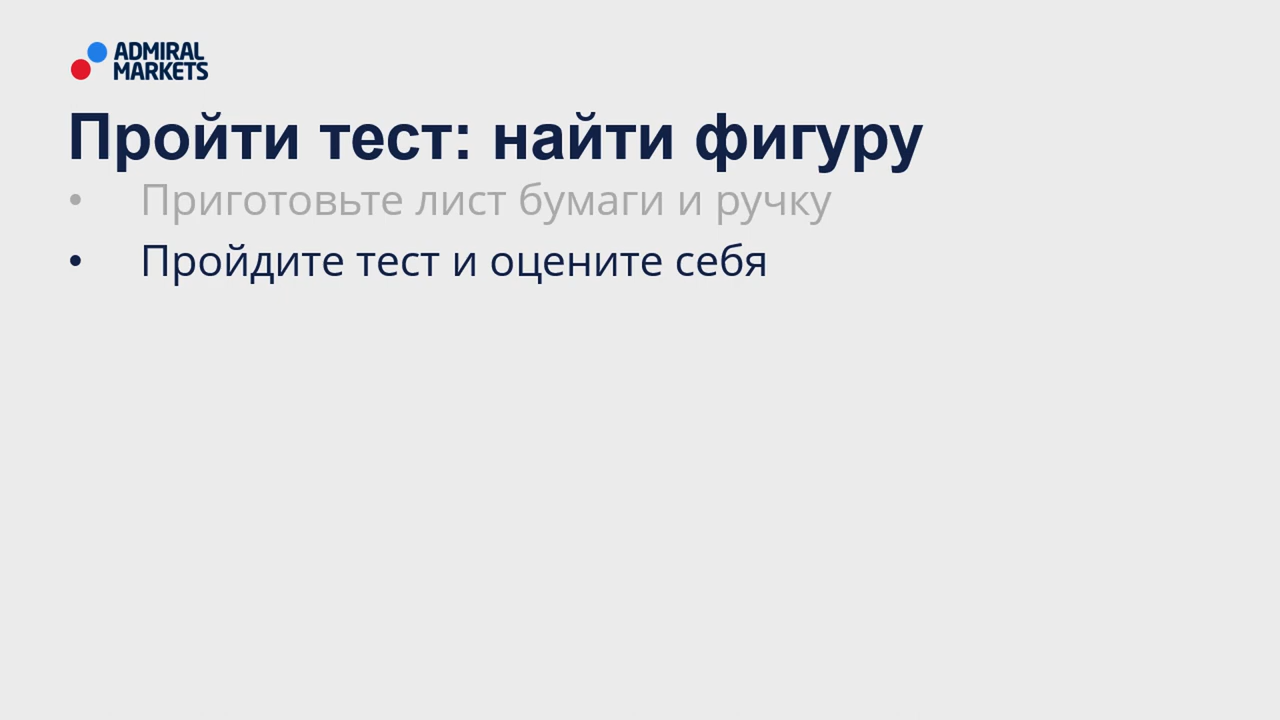 ADMIRAL
MARKETS
Пройти тест: найти фигуру
• Приготовьте лист бумаги и ручку
• Пройдите тест и оцените себя